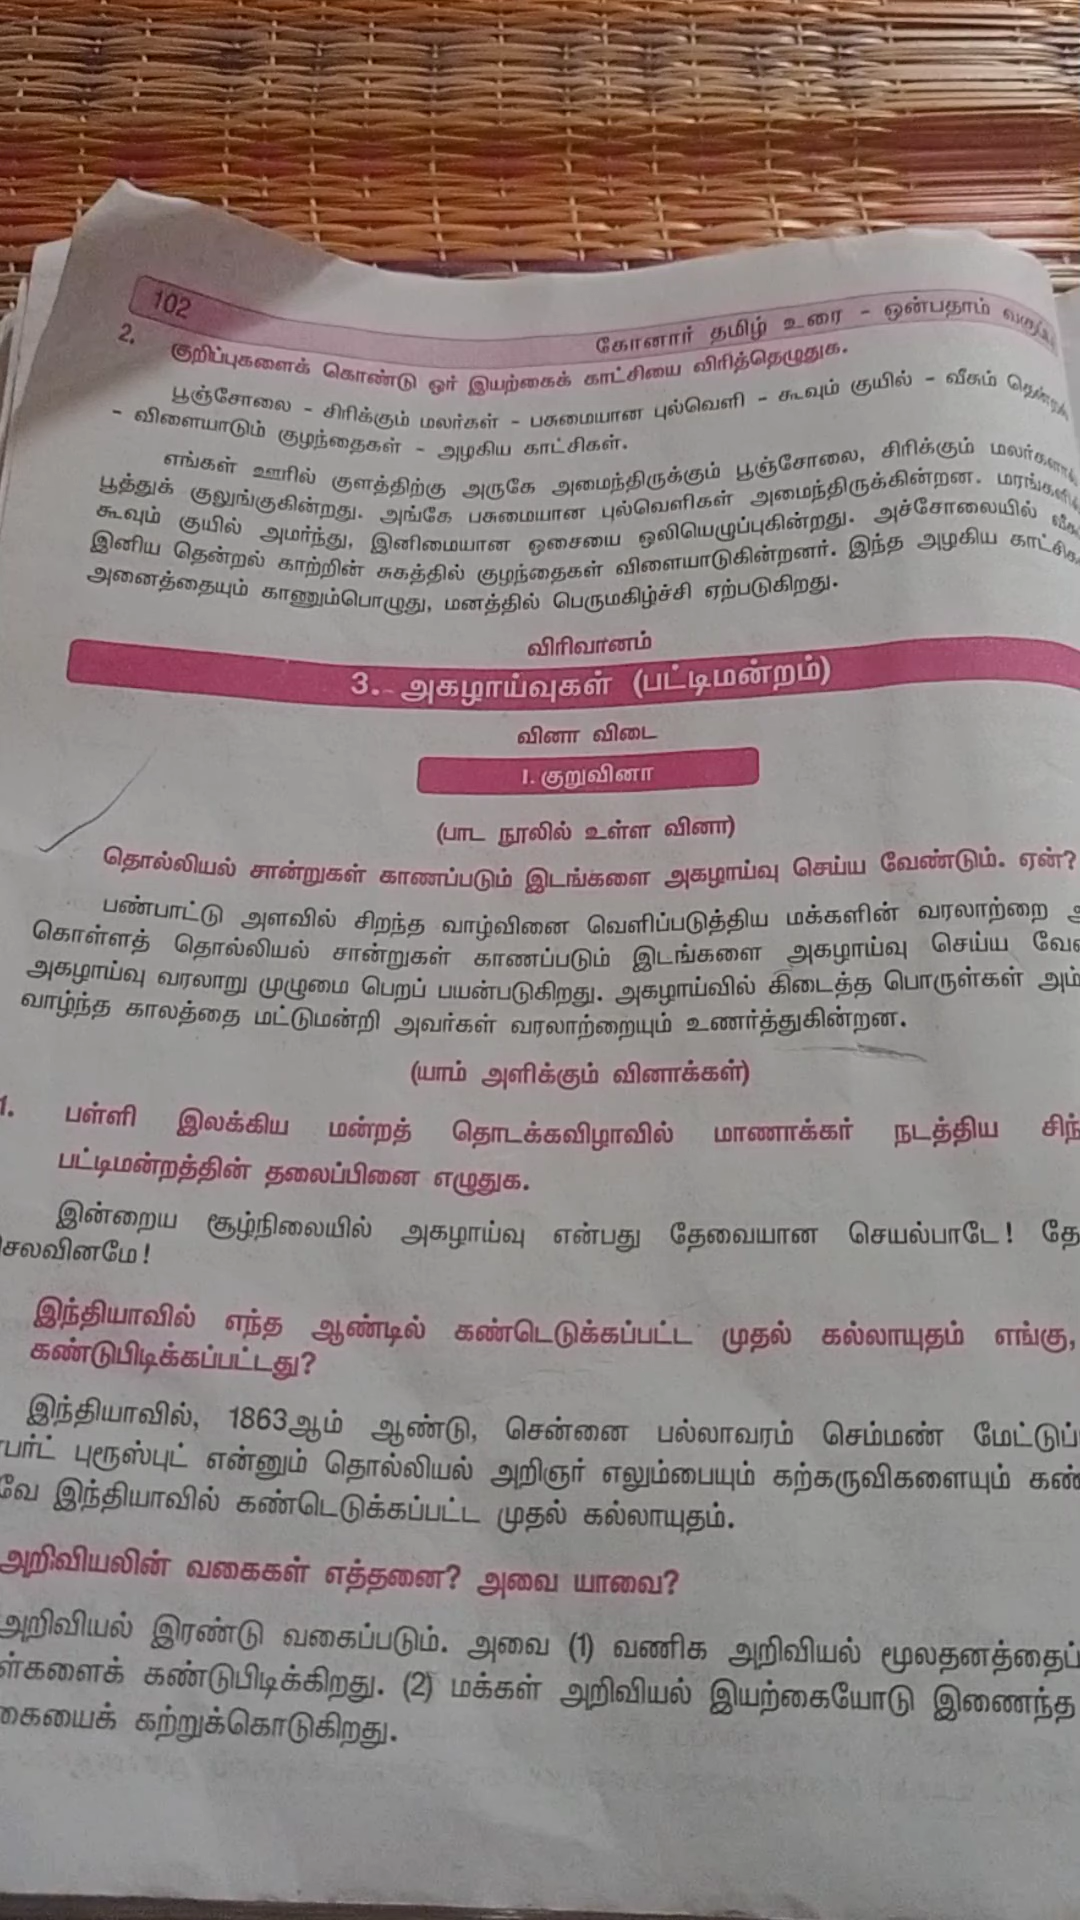 102
கோனார் தமிழ் உரை - ஒன்பதாம்
2. குறிப்புகளைக் கொண்டு ஓர் இயற்கைக் காட்சியை விரித்தெழுதுக.
பூஞ்சோலை - சிரிக்கும் மலர்கள் - பசுமையான புல்வெளி - கூவும் குயில் - வீசும் தென்றல்
- விளையாடும் குழந்தைகள் - அழகிய காட்சிகள்.
எங்கள் ஊரில் குளத்திற்கு அருகே அமைந்திருக்கும் பூஞ்சோலை, சிரிக்கும்
பூத்துக் குலுங்குகின்றது. அங்கே பசுமையான புல்வெளிகள் அமைந்திருக்கின்றன.
கூவும் குயில் அமர்ந்து, இனிமையான ஓசையை ஒலியெழுப்புகின்றது. அச்சோலையில்
இனிய தென்றல் காற்றின் சுகத்தில் குழந்தைகள் விளையாடுகின்றனர். இந்த அழகிய
அனைத்தையும் காணும்பொழுது, மனத்தில் பெருமகிழ்ச்சி ஏற்படுகிறது.
விரிவானம்
3. அகழாய்வுகள் (பட்டிமன்றம்)
வினா விடை
I. குறுவினா
(பாட நூலில் உள்ள வினா)
தொல்லியல் சான்றுகள் காணப்படும் இடங்களை அகழாய்வு செய்ய வேண்டும். ஏன்?
பண்பாட்டு அளவில் சிறந்த வாழ்வினை வெளிப்படுத்திய மக்களின் வரலாற்றை
கொள்ளத் தொல்லியல் சான்றுகள் காணப்படும் இடங்களை அகழாய்வு செய்ய
அகழாய்வு வரலாறு முழுமை பெறப் பயன்படுகிறது. அகழாய்வில் கிடைத்த பொருள்கள்
வாழ்ந்த காலத்தை மட்டுமன்றி அவர்கள் வரலாற்றையும் உணர்த்துகின்றன.
(யாம் அளிக்கும் வினாக்கள்)
1. பள்ளி இலக்கிய மன்றத் தொடக்கவிழாவில் மாணாக்கர் நடத்திய
பட்டிமன்றத்தின் தலைப்பினை எழுதுக.
இன்றைய சூழ்நிலையில் அகழாய்வு என்பது தேவையான செயல்பாடே!
செலவினமே!
இந்தியாவில் எந்த ஆண்டில் கண்டெடுக்கப்பட்ட முதல் கல்லாயுதம் எங்கு,
கண்டுபிடிக்கப்பட்டது?
இந்தியாவில், 1863ஆம் ஆண்டு, சென்னை பல்லாவரம் செம்மண்
புரூஸ்புட் என்னும் தொல்லியல் அறிஞர் எலும்பையும் கற்கருவிகளையும்
இந்தியாவில் கண்டெடுக்கப்பட்ட முதல் கல்லாயுதம்.
அறிவியலின் வகைகள் எத்தனை? அவை யாவை?
அறிவியல் இரண்டு வகைப்படும். அவை (1) வணிக அறிவியல் மூலதனத்தைப்
கண்டுபிடிக்கிறது. (2) மக்கள் அறிவியல் இயற்கையோடு இணைந்த
கற்றுக்கொடுகிறது.